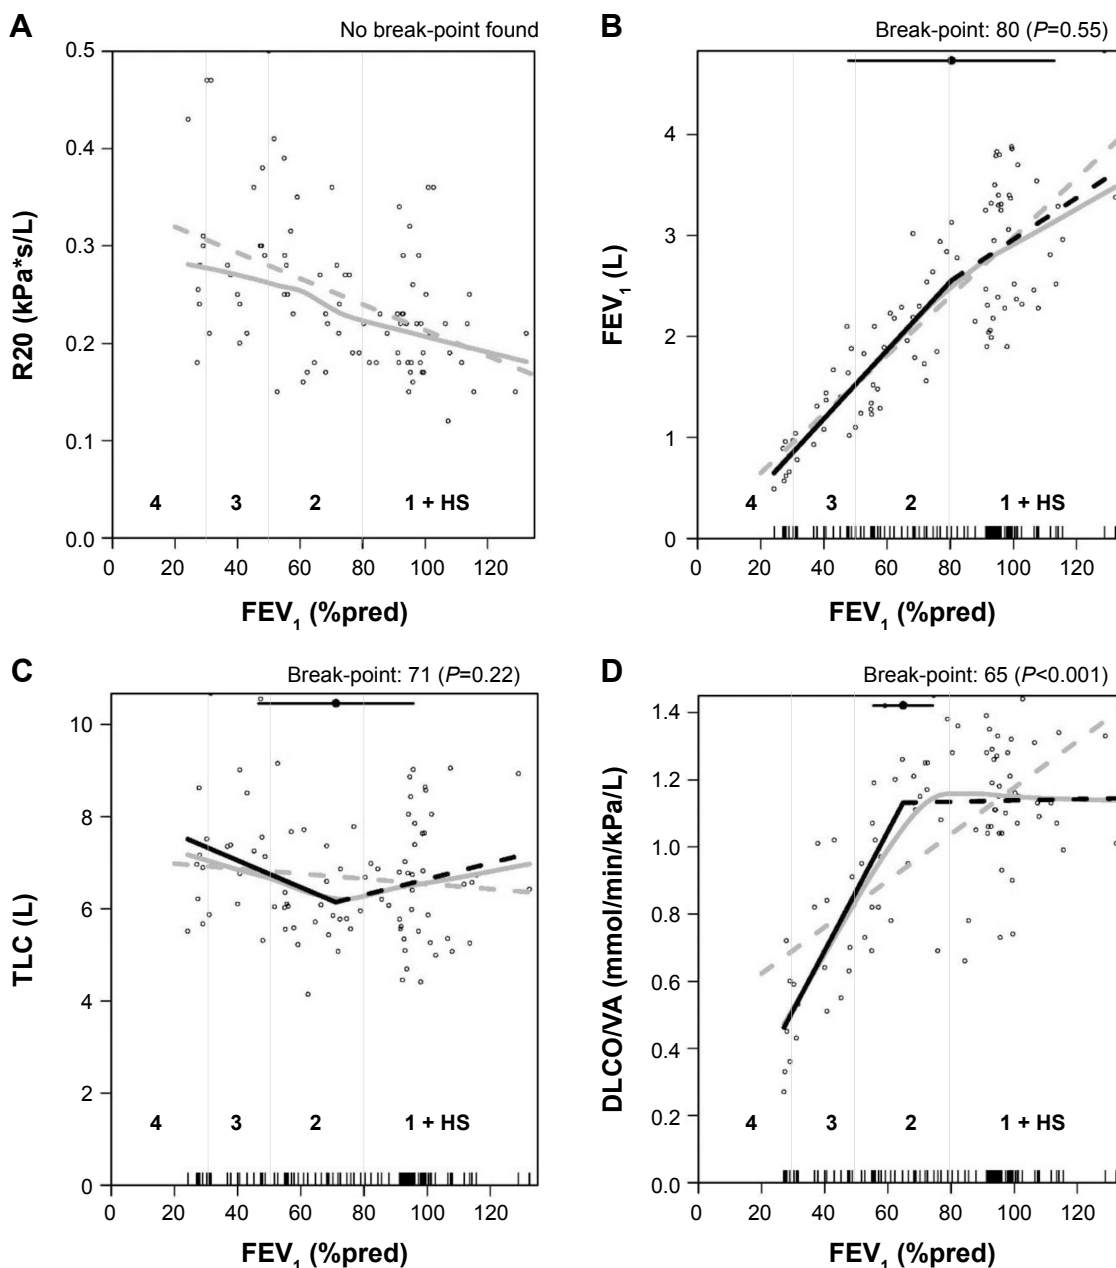 A
No break-point found
0.5
0.4
0.3
0.2
0.1
0.0
R20 (kPa*s/L)
4 3 2 1 + HS
0 20 40 60 80 100 120
FEV1 (%pred)
B
Break-point: 80 (P=0.55)
4
3
2
1
0
FEV1 (L)
4 3 2 1 + HS
0 20 40 60 80 100 120
FEV1 (%pred)
C
Break-point: 71 (P=0.22)
10
8
6
4
2
0
TLC (L)
4 3 2 1 + HS
0 20 40 60 80 100 120
FEV1 (%pred)
D
Break-point: 65 (P<0.001)
1.4
1.2
1.0
0.8
0.6
0.4
0.2
0.0
DLCO/VA (mmol/min/kPa/L)
4 3 2 1 + HS
0 20 40 60 80 100 120
FEV1 (%pred)